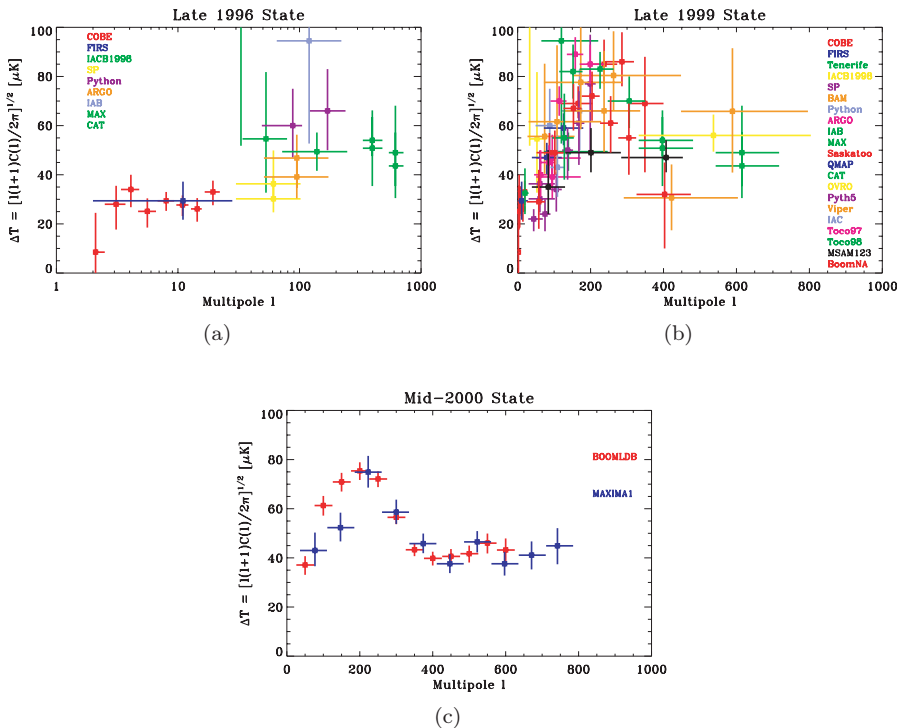 Late 1996 State
ΔT = [l(l+1)C(l)/2π]^1/2 [μK]
100
80
60
40
20
0
COBE
FIRS
IACB1996
SP
Python
ARGO
IAB
MAX
CAT
1
10
100
1000
Multipole l
(a)
Late 1999 State
ΔT = [l(l+1)C(l)/2π]^1/2 [μK]
100
80
60
40
20
0
COBE
FIRS
Tenerife
IACB1996
SP
BAM
Python
ARGO
IAB
MAX
Saskatoo
QMAP
CAT
OVRO
Pyth5
Viper
IAC
Toco97
Toco98
MSAM123
BoomNA
0
200
400
600
800
1000
Multipole l
(b)
Mid-2000 State
ΔT = [l(l+1)C(l)/2π]^1/2 [μK]
100
80
60
40
20
0
BOOMLDB
MAXIMA1
0
200
400
600
800
1000
Multipole l
(c)